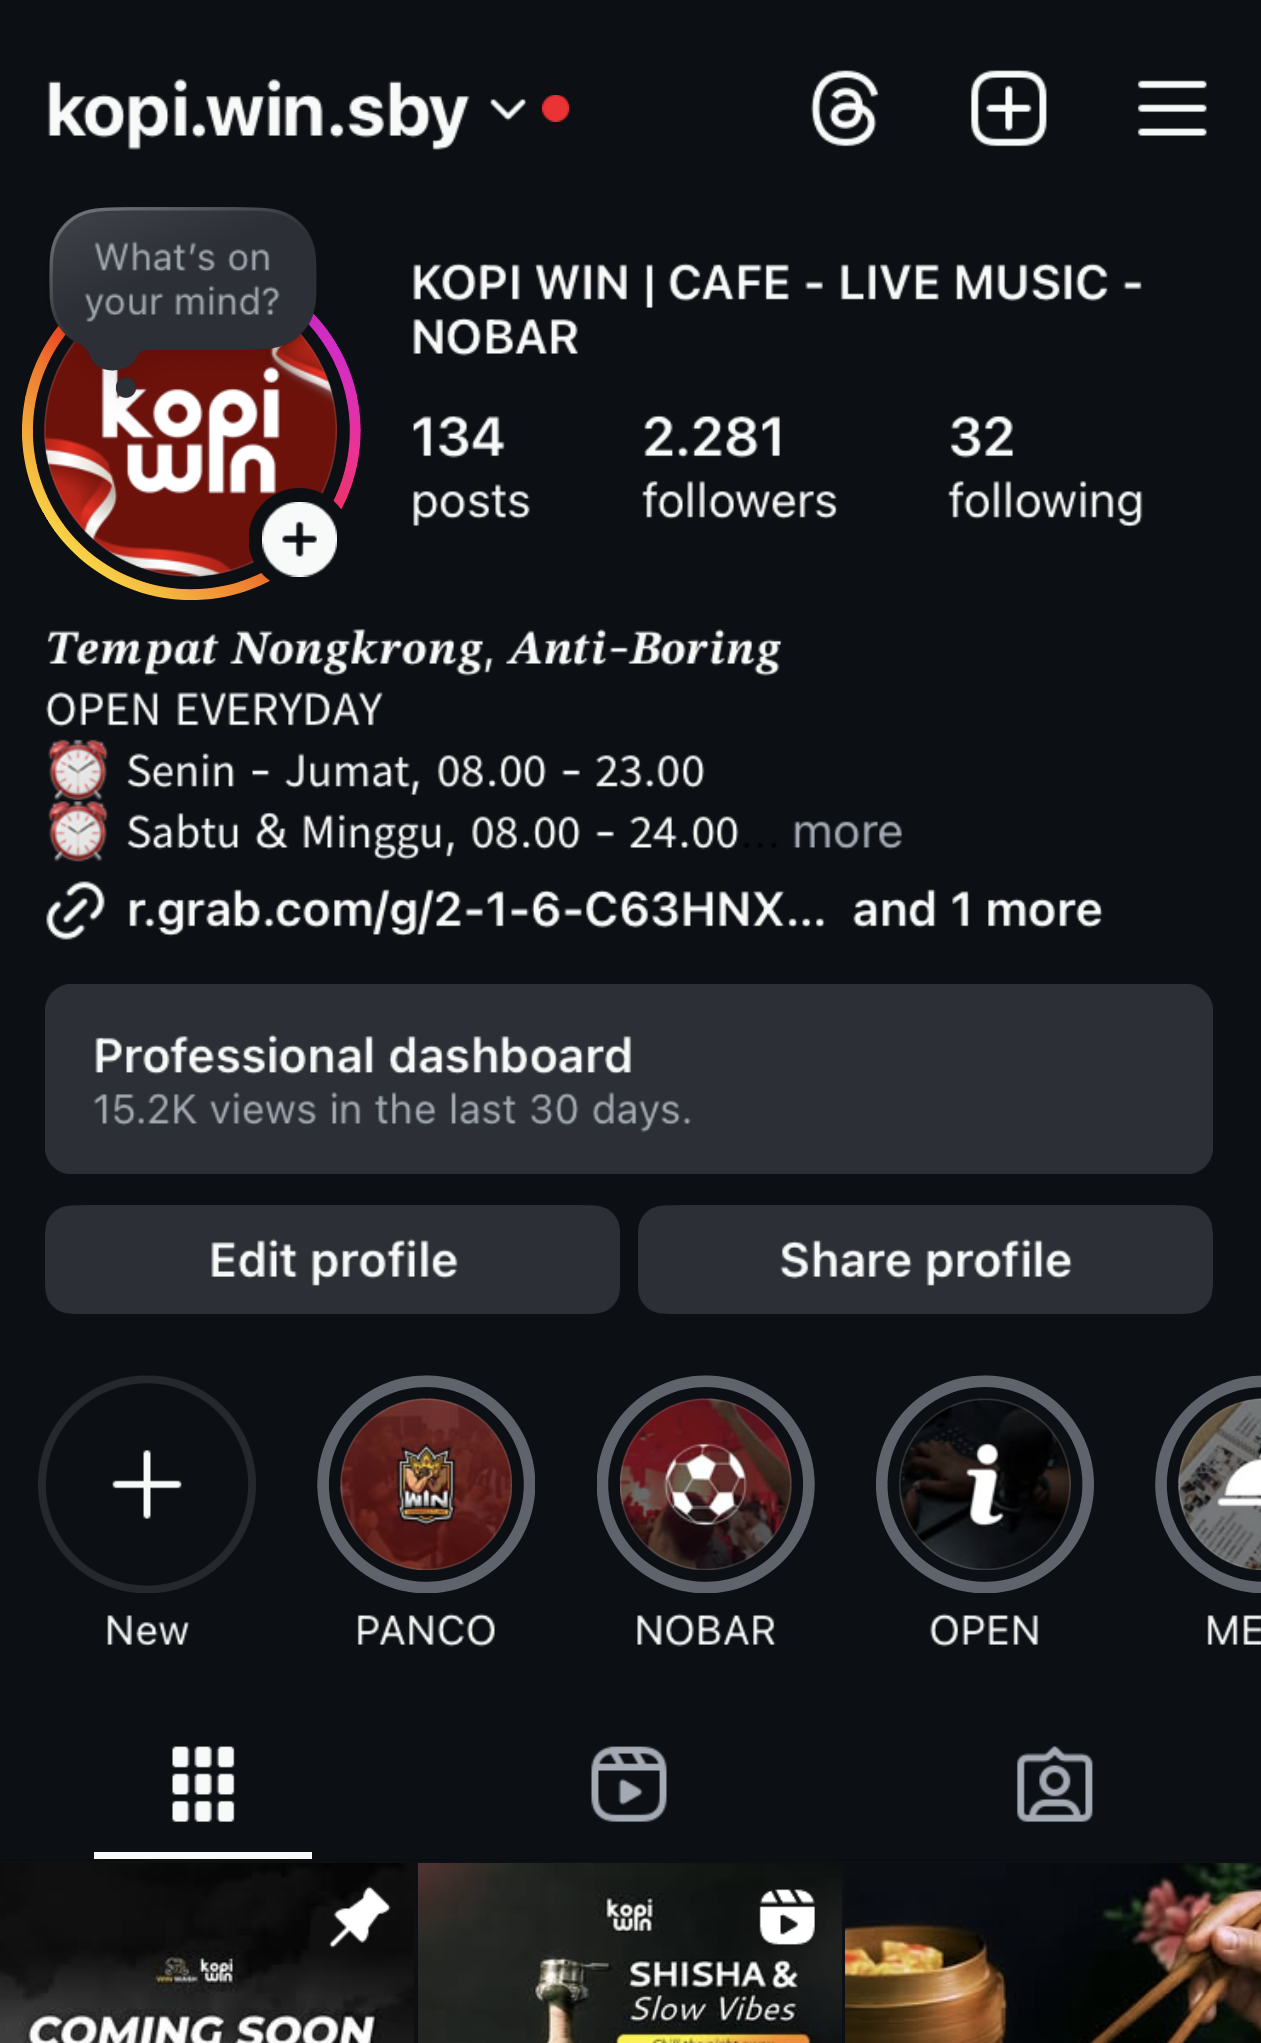 kopi.win.sby
What's on
your mind?
kopi
win
KOPI WIN | CAFE - LIVE MUSIC -
NOBAR
134
posts
2.281
followers
32
following
Tempat Nongkrong, Anti-Boring
OPEN EVERYDAY
⏰ Senin - Jumat, 08.00 - 23.00
⏰ Sabtu & Minggu, 08.00 - 24.00... more
r.grab.com/g/2-1-6-C63HNX... and 1 more
Professional dashboard
15.2K views in the last 30 days.
Edit profile
Share profile
WIN
New
PANCO
NOBAR
OPEN
ME
WIN WASH
kopi
win
COMING SOON
kopi
win
SHISHA &
Slow Vibes